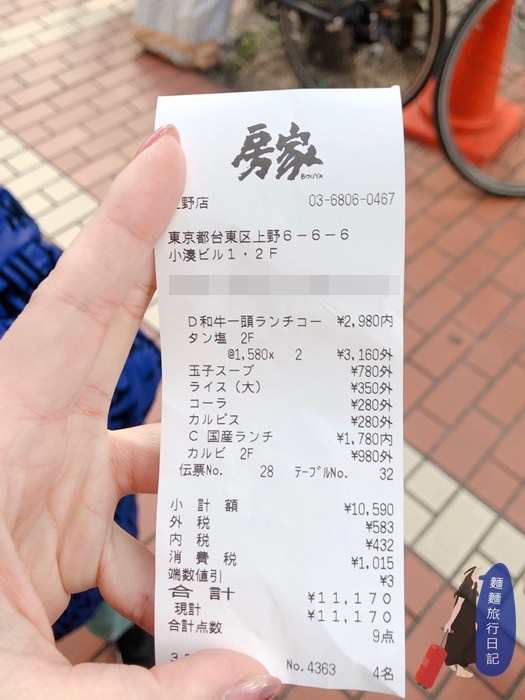 房家
BOUYA
上野店 03-6806-0467
東京都台東区上野6-6-6
小湊ビル1・2F
D和牛一頭ランチコー ¥2,980内
タン塩 2F
@1,580x 2 ¥3,160外
玉子スープ ¥780外
ライス(大) ¥350外
コーラ ¥280外
カルピス ¥280外
C 国産ランチ ¥1,780内
カルビ 2F ¥980外
伝票No. 28 テーブルNo. 32
小計額 ¥10,590
外税 ¥583
内税 ¥432
消費税 ¥1,015
端数値引 ¥3
合計 ¥11,170
現計 ¥11,170
合計点数 9点
No.4363 4名
麵麵旅行日記